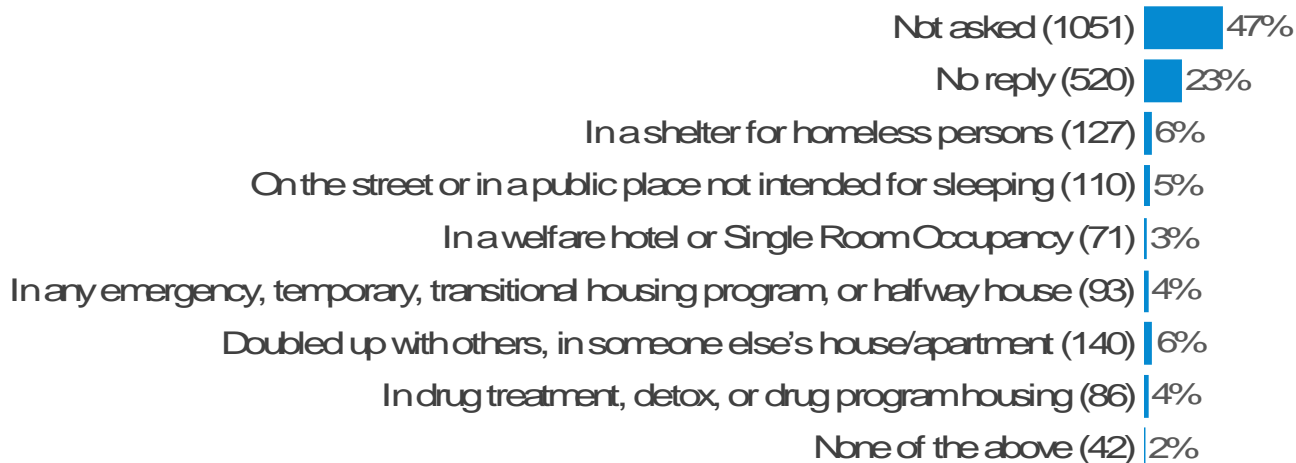 Not asked (1051) 47%
No reply (520) 23%
In a shelter for homeless persons (127) 6%
On the street or in a public place not intended for sleeping (110) 5%
In a welfare hotel or Single Room Occupancy (71) 3%
In any emergency, temporary, transitional housing program, or halfway house (93) 4%
Doubled up with others, in someone else's house/apartment (140) 6%
In drug treatment, detox, or drug program housing (86) 4%
None of the above (42) 2%